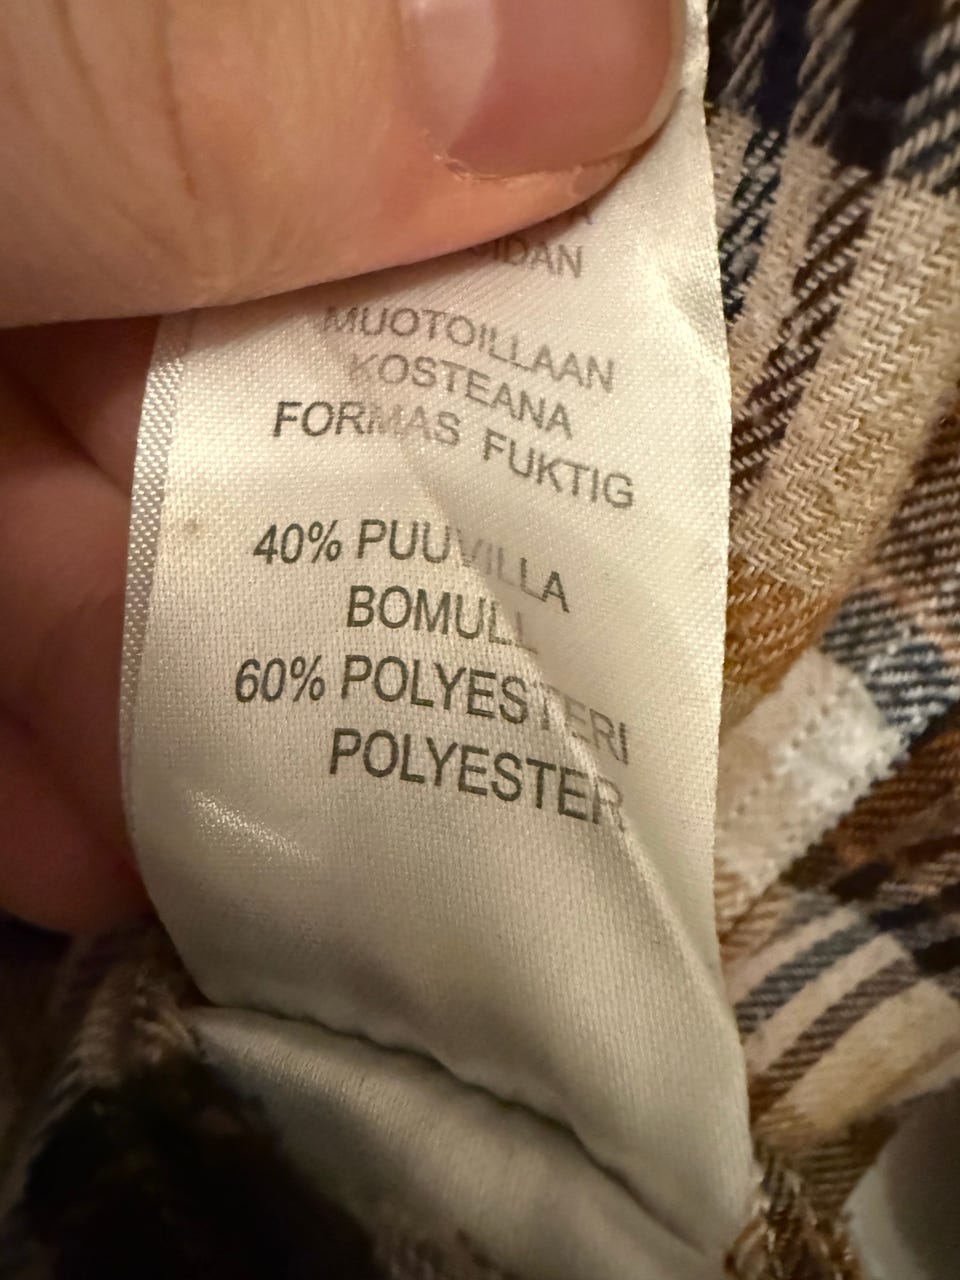 MUOTOILLAAN
KOSTEANA
FORMAS FUKTIG
40% PUUVILLA
BOMULL
60% POLYESTERI
POLYESTER